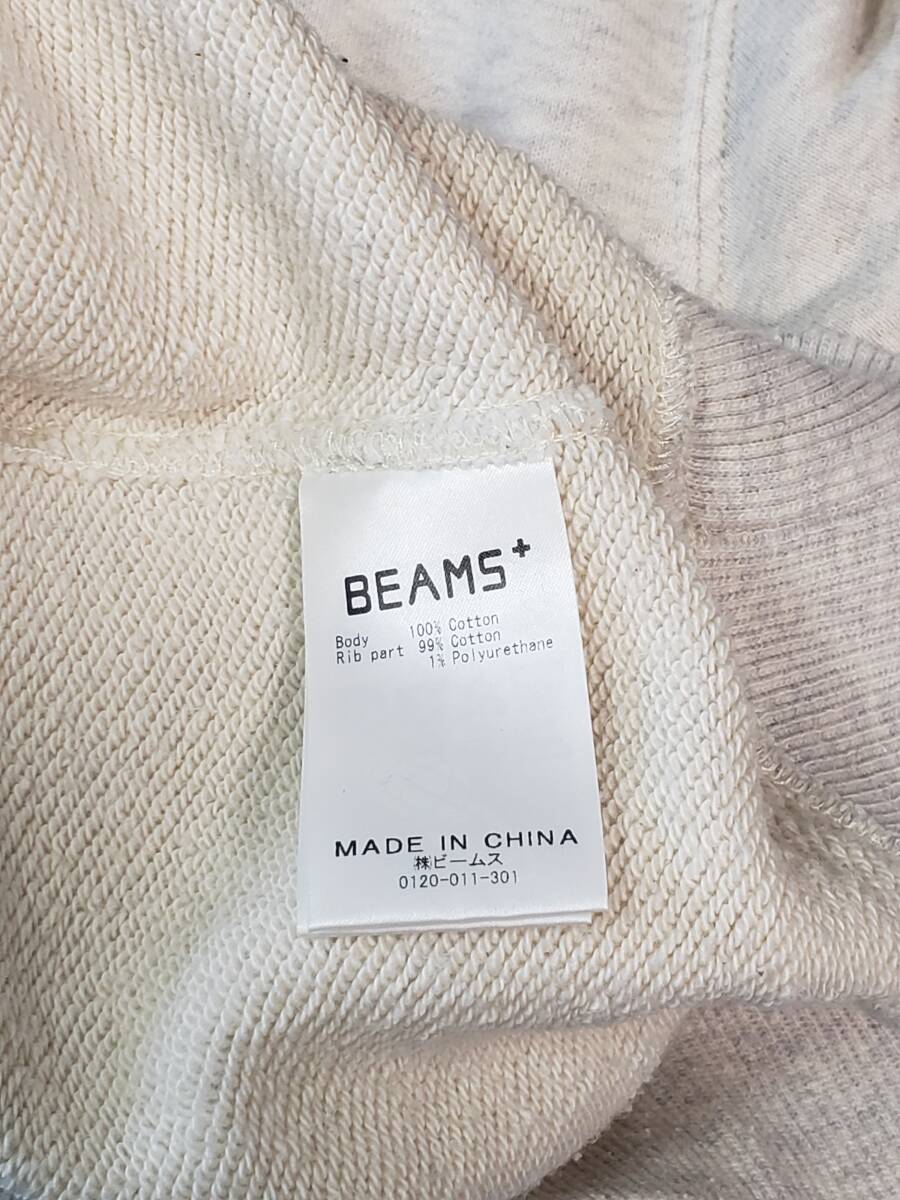 BEAMS+
Body 100% Cotton
Rib part 99% Cotton
1% Polyurethane
MADE IN CHINA
㈱ビームス
0120-011-301